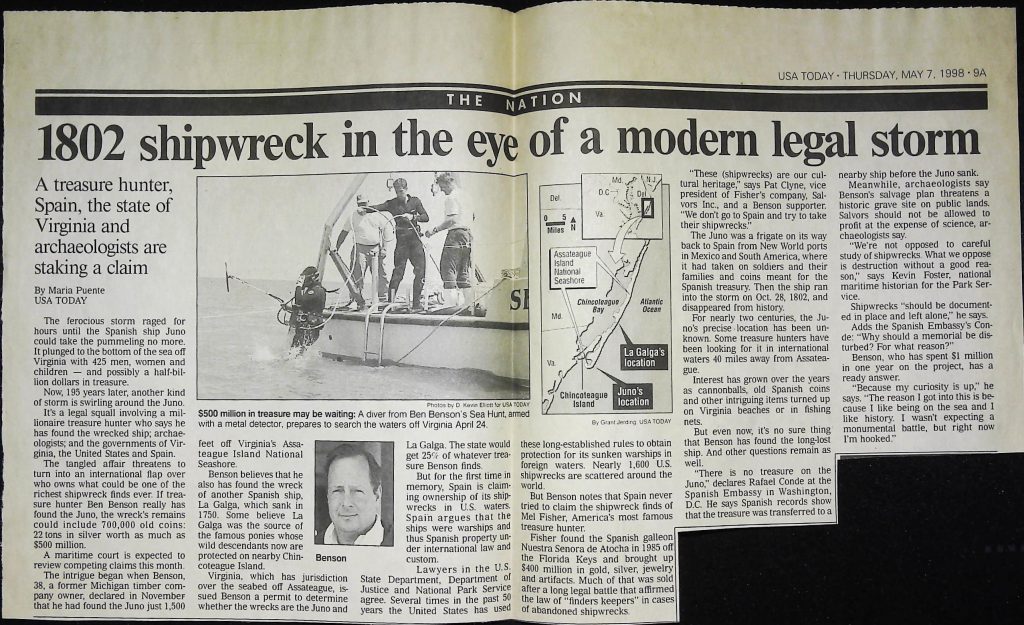 USA TODAY · THURSDAY, MAY 7, 1998 · 9A
THE NATION
1802 shipwreck in the eye of a modern legal storm
A treasure hunter,
Spain, the state of
Virginia and
archaeologists are
staking a claim
By Maria Puente
USA TODAY
The ferocious storm raged for
hours until the Spanish ship Juno
could take the pummeling no more.
It plunged to the bottom of the sea off
Virginia with 425 men, women and
children — and possibly a half-bil-
lion dollars in treasure.
Now, 195 years later, another kind
of storm is swirling around the Juno.
It's a legal squall involving a mil-
lionaire treasure hunter who says he
has found the wrecked ship; archae-
ologists; and the governments of Vir-
ginia, the United States and Spain.
The tangled affair threatens to
turn into an international flap over
who owns what could be one of the
richest shipwreck finds ever. If trea-
sure hunter Ben Benson really has
found the Juno, the wreck's remains
could include 700,000 old coins:
22 tons in silver worth as much as
$500 million.
A maritime court is expected to
review competing claims this month.
The intrigue began when Benson,
38, a former Michigan timber com-
pany owner, declared in November
that he had found the Juno just 1,500
SE
Photos by D. Kevin Elliott for USA TODAY
$500 million in treasure may be waiting: A diver from Ben Benson's Sea Hunt, armed
with a metal detector, prepares to search the waters off Virginia April 24.
Md.
N.J.
D.C.
Del.
Va.
0 5
Miles
N
Assateague
Island
National
Seashore
Chincoteague
Bay
Atlantic
Ocean
Md.
Va.
La Galga's
location
Juno's
location
Chincoteague
Island
By Grant Jerding, USA TODAY
feet off Virginia's Assa-
teague Island National
Seashore.
Benson believes that he
also has found the wreck
of another Spanish ship,
La Galga, which sank in
1750. Some believe La
Galga was the source of
the famous ponies whose
wild descendants now are
protected on nearby Chin-
coteague Island.
Virginia, which has jurisdiction
over the seabed off Assateague, is-
sued Benson a permit to determine
whether the wrecks are the Juno and
Benson
La Galga. The state would
get 25% of whatever trea-
sure Benson finds.
But for the first time in
memory, Spain is claim-
ing ownership of its ship-
wrecks in U.S. waters.
Spain argues that the
ships were warships and
thus Spanish property un-
der international law and
custom.
Lawyers in the U.S.
State Department, Department of
Justice and National Park Service
agree. Several times in the past 50
years the United States has used
these long-established rules to obtain
protection for its sunken warships in
foreign waters. Nearly 1,600 U.S.
shipwrecks are scattered around the
world.
But Benson notes that Spain never
tried to claim the shipwreck finds of
Mel Fisher, America's most famous
treasure hunter.
Fisher found the Spanish galleon
Nuestra Senora de Atocha in 1985 off
the Florida Keys and brought up
$400 million in gold, silver, jewelry
and artifacts. Much of that was sold
after a long legal battle that affirmed
the law of "finders keepers" in cases
of abandoned shipwrecks.
"These (shipwrecks) are our cul-
tural heritage," says Pat Clyne, vice
president of Fisher's company, Sal-
vors Inc., and a Benson supporter.
"We don't go to Spain and try to take
their shipwrecks."
The Juno was a frigate on its way
back to Spain from New World ports
in Mexico and South America, where
it had taken on soldiers and their
families and coins meant for the
Spanish treasury. Then the ship ran
into the storm on Oct. 28, 1802, and
disappeared from history.
For nearly two centuries, the Ju-
no's precise location has been un-
known. Some treasure hunters have
been looking for it in international
waters 40 miles away from Assatea-
gue.
Interest has grown over the years
as cannonballs, old Spanish coins
and other intriguing items turned up
on Virginia beaches or in fishing
nets.
But even now, it's no sure thing
that Benson has found the long-lost
ship. And other questions remain as
well.
"There is no treasure on the
Juno," declares Rafael Conde at the
Spanish Embassy in Washington,
D.C. He says Spanish records show
that the treasure was transferred to a
nearby ship before the Juno sank.
Meanwhile, archaeologists say
Benson's salvage plan threatens a
historic grave site on public lands.
Salvors should not be allowed to
profit at the expense of science, ar-
chaeologists say.
"We're not opposed to careful
study of shipwrecks. What we oppose
is destruction without a good rea-
son," says Kevin Foster, national
maritime historian for the Park Ser-
vice.
Shipwrecks "should be document-
ed in place and left alone," he says.
Adds the Spanish Embassy's Con-
de: "Why should a memorial be dis-
turbed? For what reason?"
Benson, who has spent $1 million
in one year on the project, has a
ready answer.
"Because my curiosity is up," he
says. "The reason I got into this is be-
cause I like being on the sea and I
like history. I wasn't expecting a
monumental battle, but right now
I'm hooked."